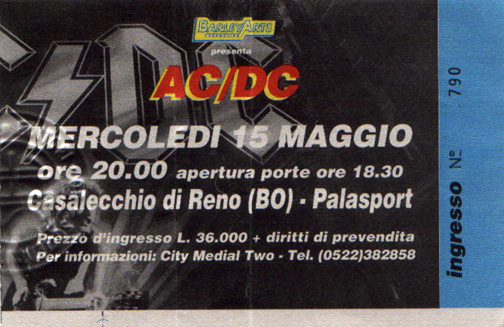 BARLEY ARTS
presenta
AC/DC
MERCOLEDI 15 MAGGIO
ore 20.00 apertura porte ore 18.30
Casalecchio di Reno (BO) - Palasport
Prezzo d'ingresso L. 36.000 + diritti di prevendita
Per informazioni: City Medial Two - Tel. (0522)382858
ingresso N° 790